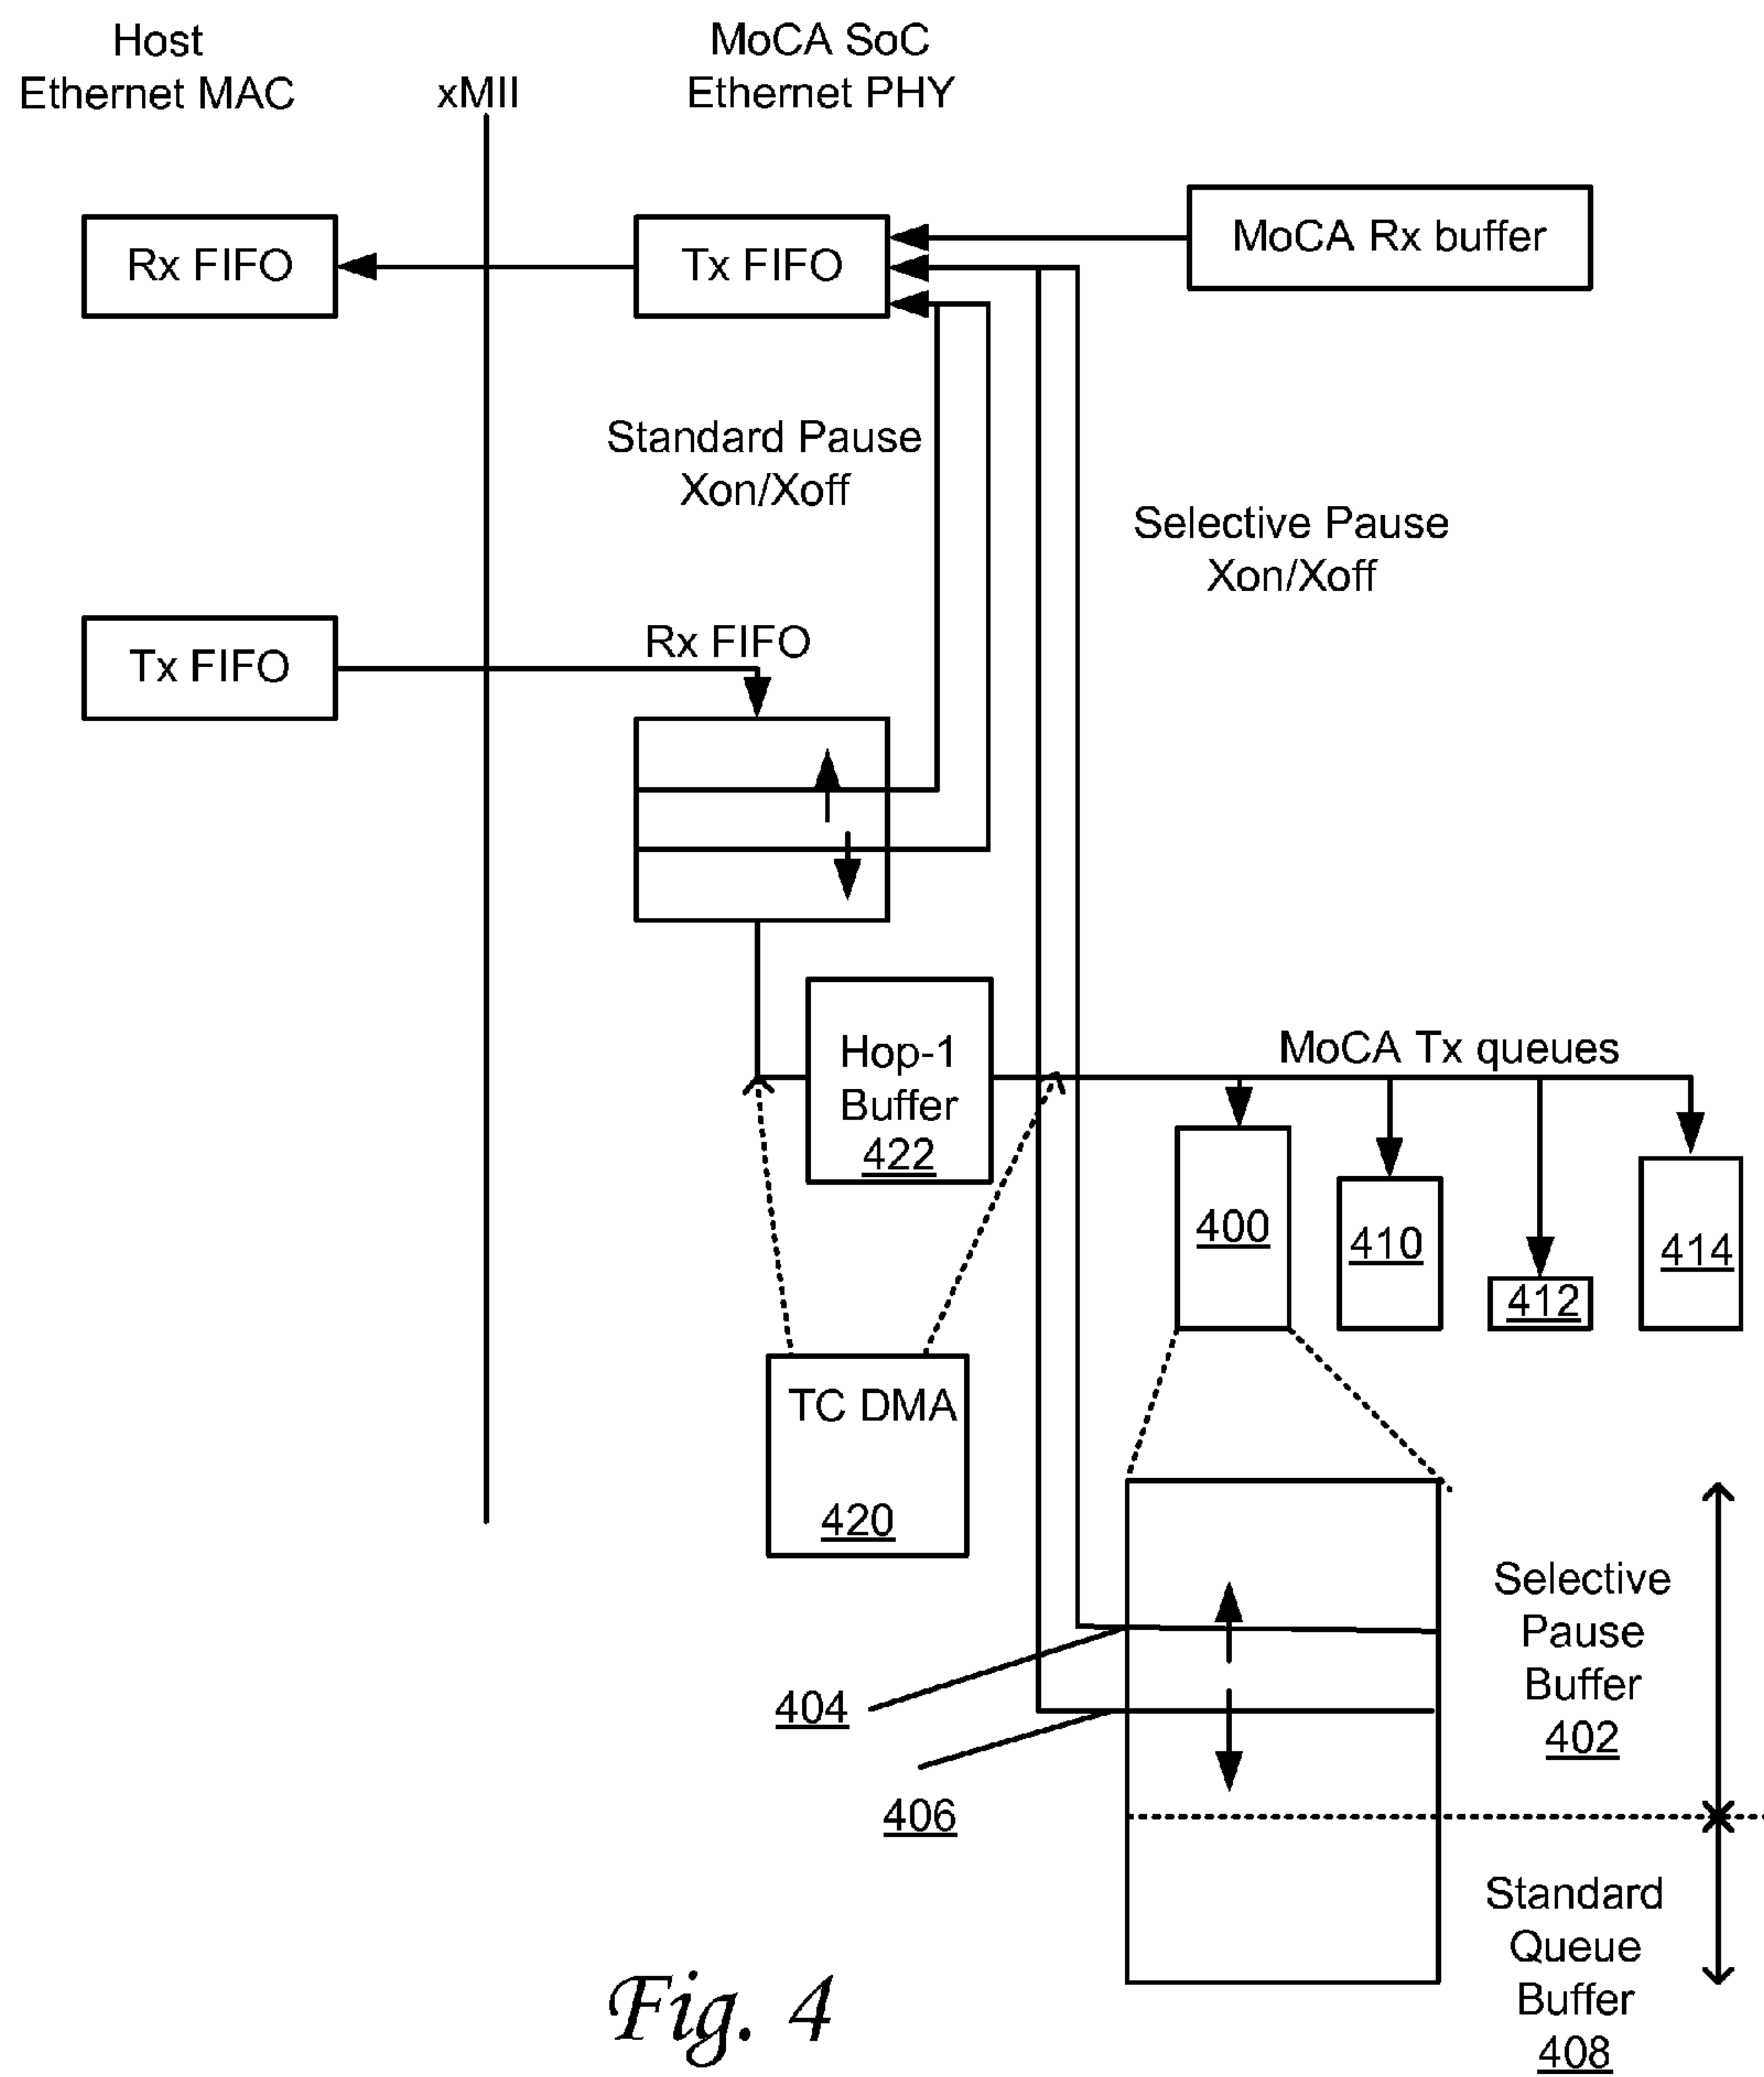 Host
Ethernet MAC
xMII
MoCA SoC
Ethernet PHY
Rx FIFO
Tx FIFO
MoCA Rx buffer
Standard Pause
Xon/Xoff
Selective Pause
Xon/Xoff
Tx FIFO
Rx FIFO
Hop-1
Buffer
422
MoCA Tx queues
400
410
412
414
TC DMA
420
404
406
Selective
Pause
Buffer
402
Standard
Queue
Buffer
408
Fig. 4